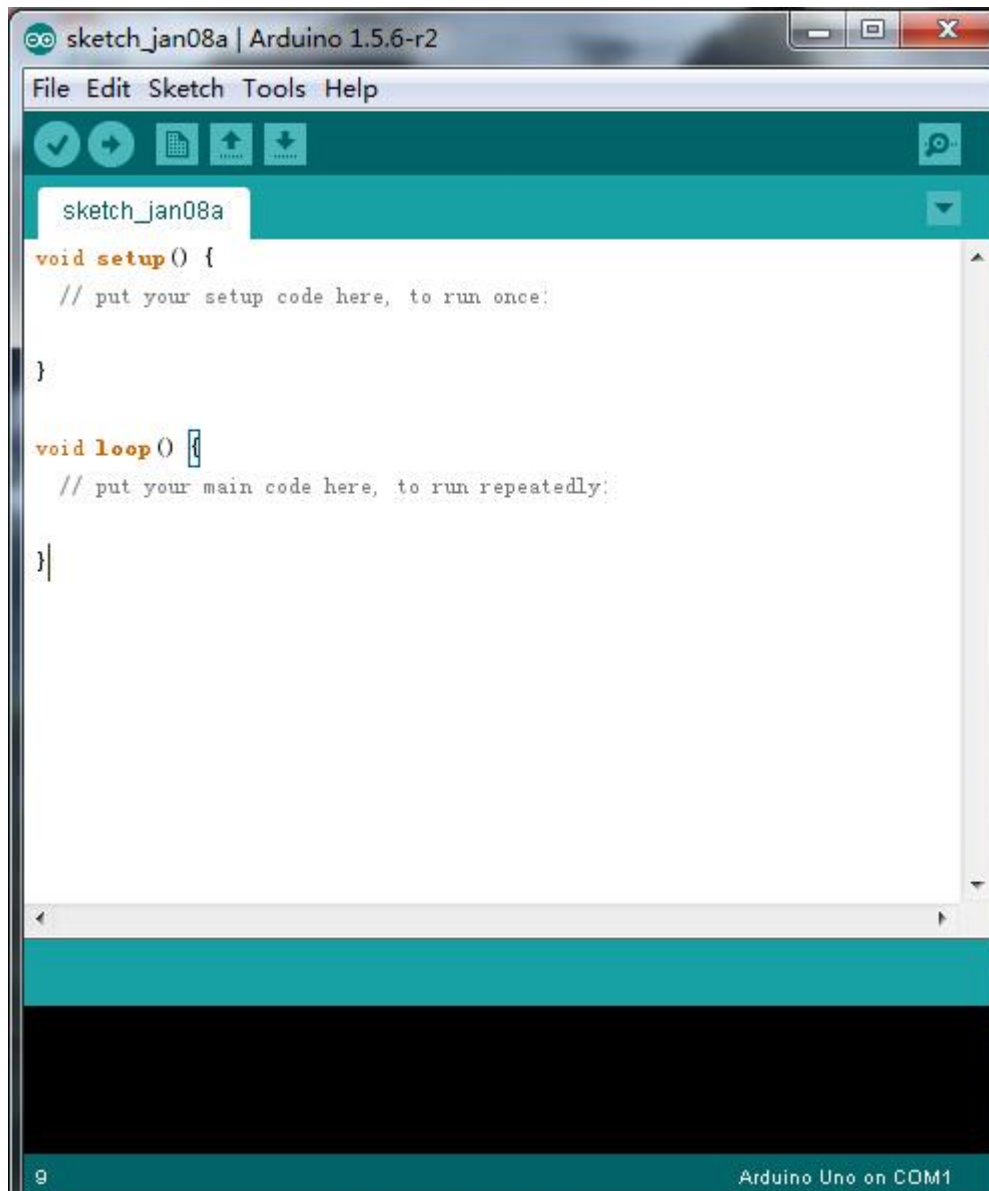 sketch_jan08a | Arduino 1.5.6-r2
File Edit Sketch Tools Help
sketch_jan08a
void setup() {
// put your setup code here, to run once:
}
void loop() {
// put your main code here, to run repeatedly:
}
9
Arduino Uno on COM1